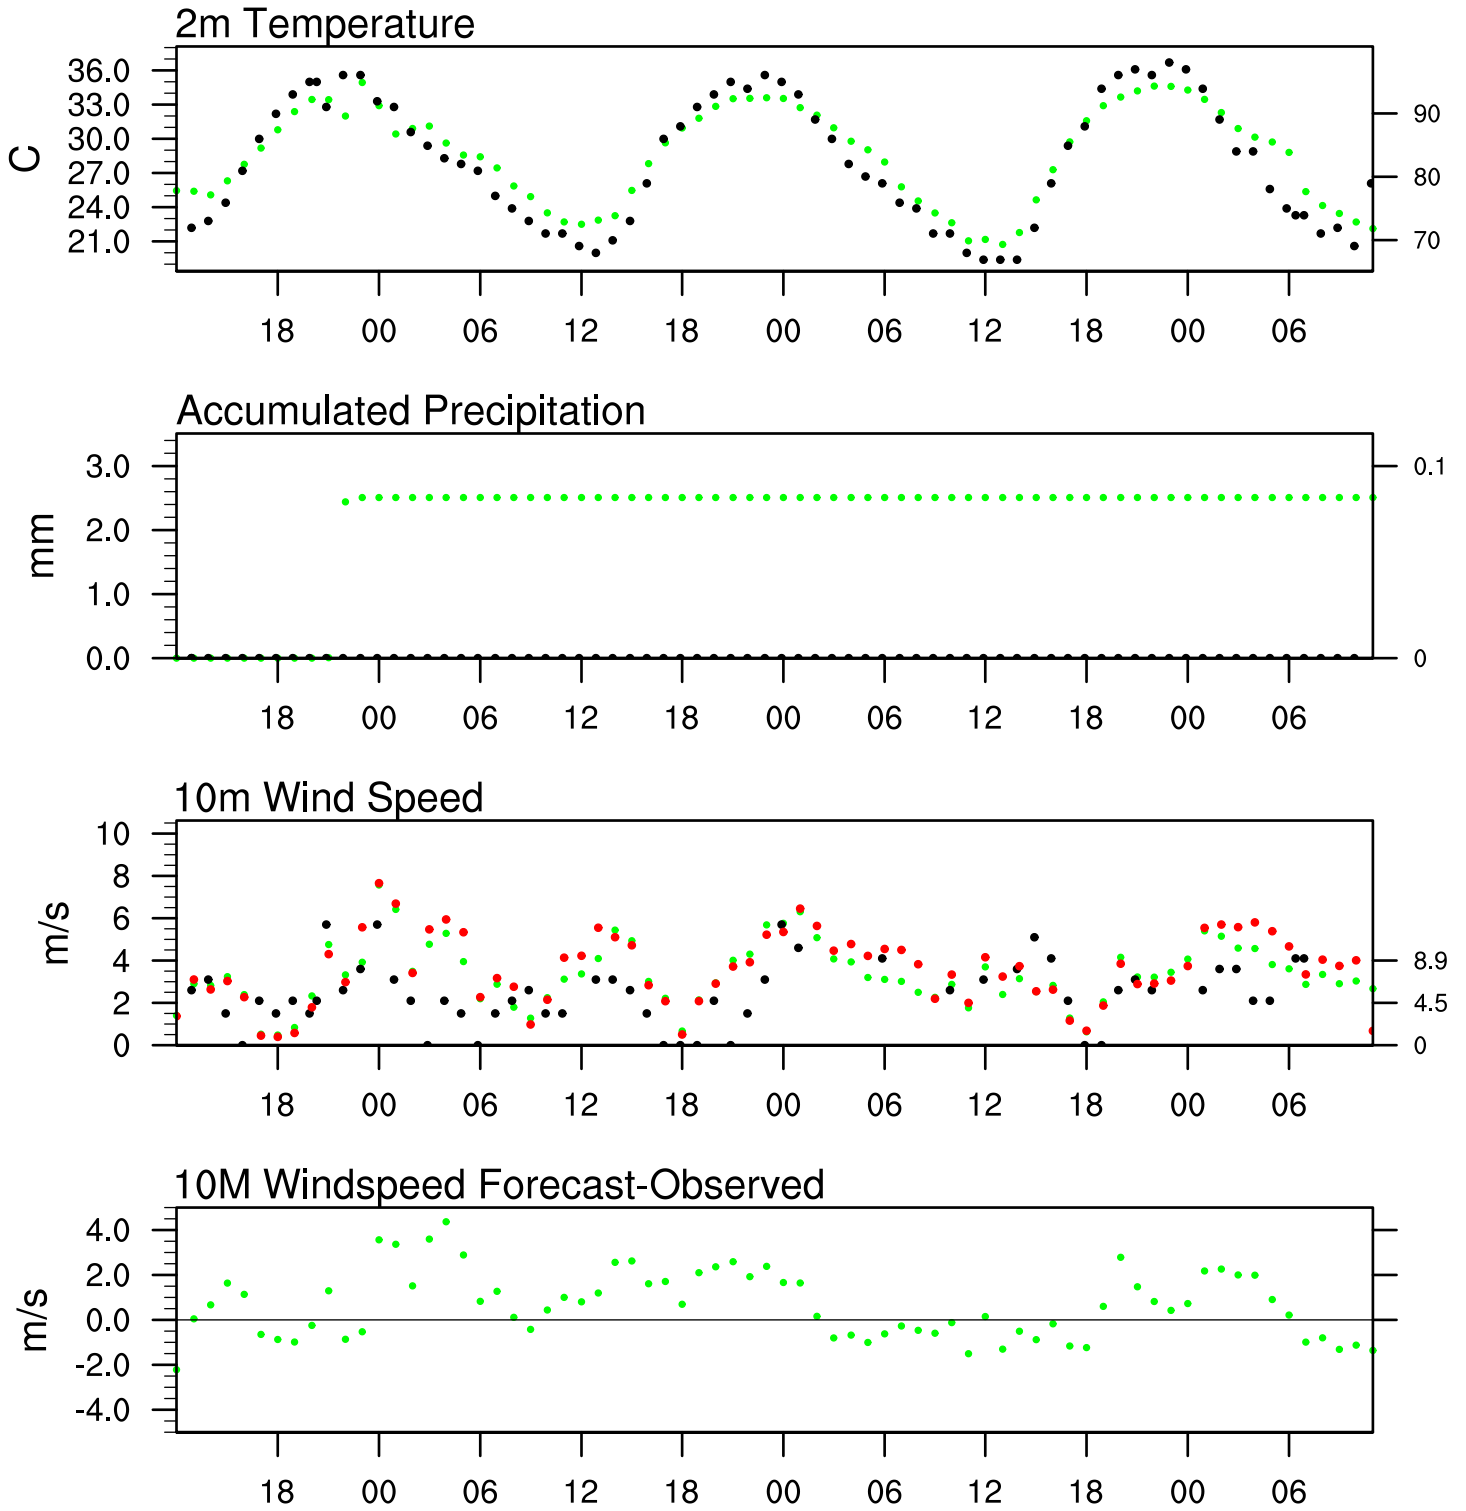 2m Temperature
36.0
33.0
30.0
27.0
24.0
21.0
C
90
80
70
18 00 06 12 18 00 06 12 18 00 06
Accumulated Precipitation
3.0
2.0
1.0
0.0
mm
0.1
0
18 00 06 12 18 00 06 12 18 00 06
10m Wind Speed
10
8
6
4
2
0
m/s
8.9
4.5
0
18 00 06 12 18 00 06 12 18 00 06
10M Windspeed Forecast-Observed
4.0
2.0
0.0
-2.0
-4.0
m/s
18 00 06 12 18 00 06 12 18 00 06